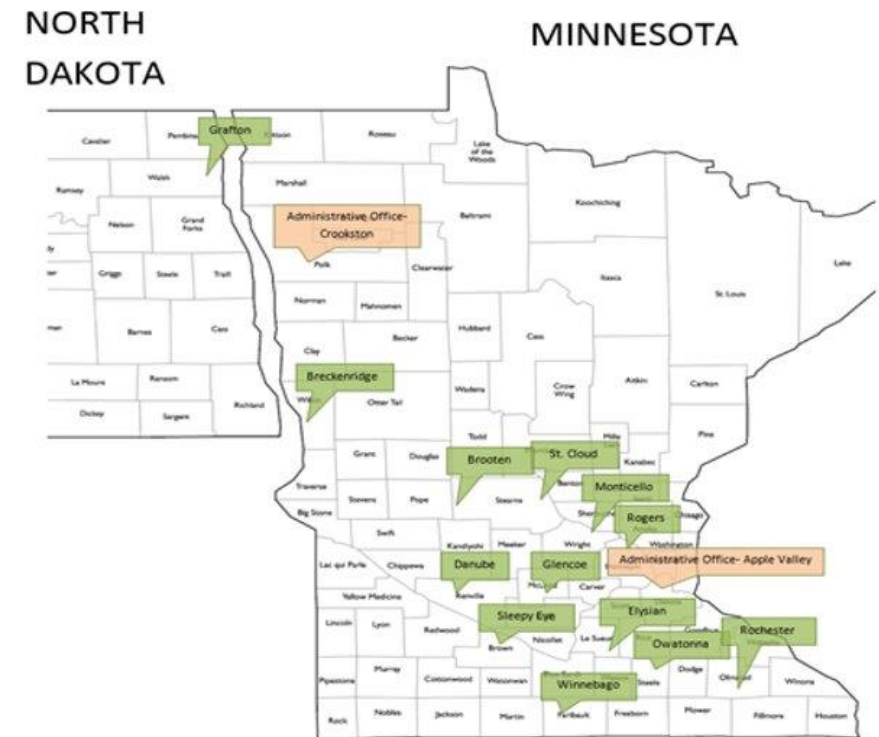 NORTH
DAKOTA
MINNESOTA
Grafton
Cavalier
Roseau
Lake
of the
Woods
Walsh
Ramsey
Marshall
Koochiching
Administrative Office-
Crookston
Beltrami
Nelson
Grand
Forks
Polk
Clearwater
Lake
Griggs
Steele
Traill
Itasca
St. Louis
Norman
Mahnomen
Barnes
Cass
Hubbard
Cass
Becker
Clay
Breckenridge
La Moure
Ransom
Wadena
Crow
Wing
Aitkin
Carlton
Richland
Otter Tail
Dickey
Sargent
Todd
Pine
Grant
Douglas
Brooten
St. Cloud
Kanabec
Traverse
Monticello
Stevens
Pope
Stearns
Big Stone
Rogers
Swift
Kandiyohi
Meeker
Wright
Washington
Lac qui Parle
Chippewa
Danube
Glencoe
Administrative Office- Apple Valley
Carver
Yellow Medicine
Renville
Sleepy Eye
Elysian
Lincoln
Lyon
Redwood
Nicollet
Le Sueur
Rochester
Brown
Owatonna
Dodge
Pipestone
Murray
Cottonwood
Watonwan
Winnebago
Steele
Winona
Rock
Nobles
Jackson
Martin
Faribault
Freeborn
Mower
Fillmore
Houston